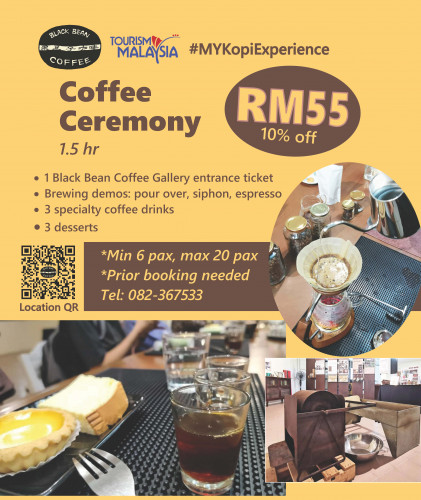 BLACK BEAN
COFFEE
TOURISM
MALAYSIA
#MYKopiExperience
Coffee
Ceremony
1.5 hr
RM55
10% off
• 1 Black Bean Coffee Gallery entrance ticket
• Brewing demos: pour over, siphon, espresso
• 3 specialty coffee drinks
• 3 desserts
*Min 6 pax, max 20 pax
*Prior booking needed
Tel: 082-367533
Location QR